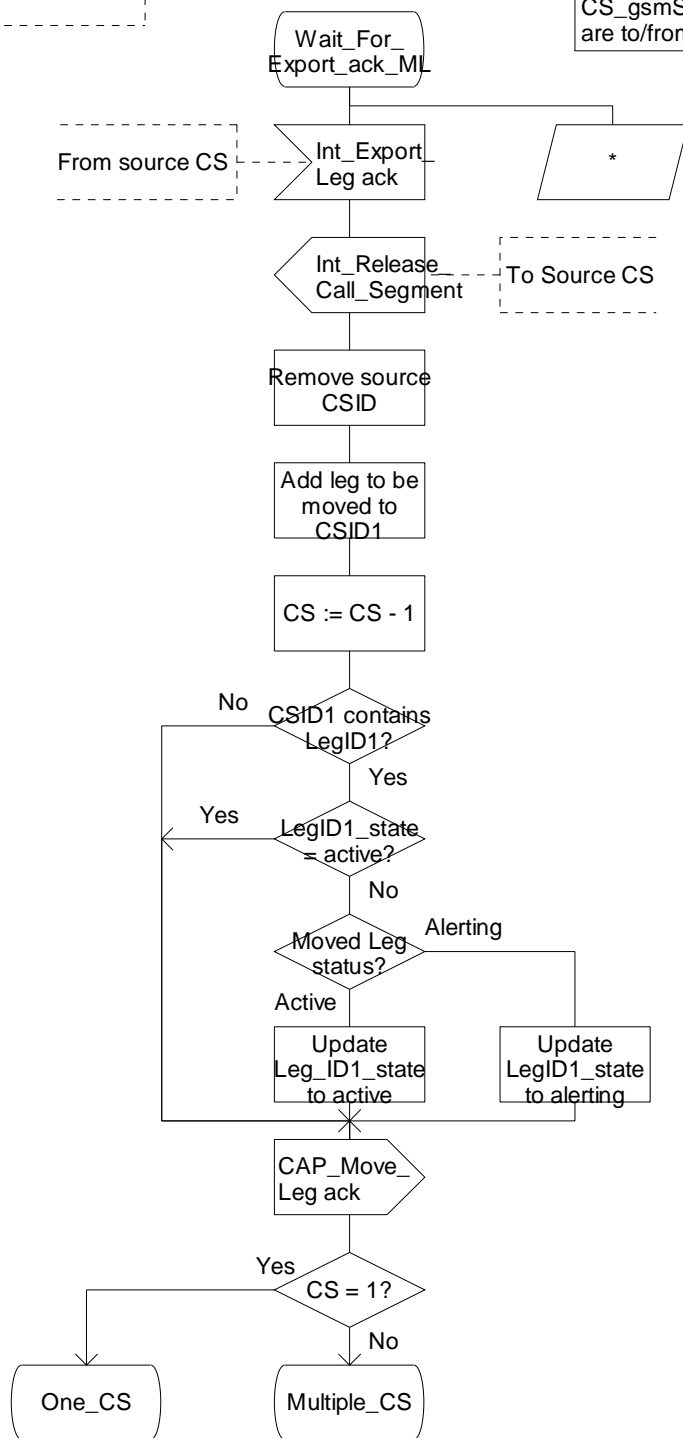 CS_gsmS
are to/from
Wait_For_
Export_ack_ML
From source CS
Int_Export_
Leg ack
*
Int_Release_
Call_Segment
To Source CS
Remove source
CSID
Add leg to be
moved to
CSID1
CS := CS - 1
No
CSID1 contains
LegID1?
Yes
Yes
LegID1_state
= active?
No
Moved Leg
status?
Alerting
Active
Update
Leg_ID1_state
to active
Update
LegID1_state
to alerting
CAP_Move_
Leg ack
Yes
CS = 1?
No
One_CS
Multiple_CS